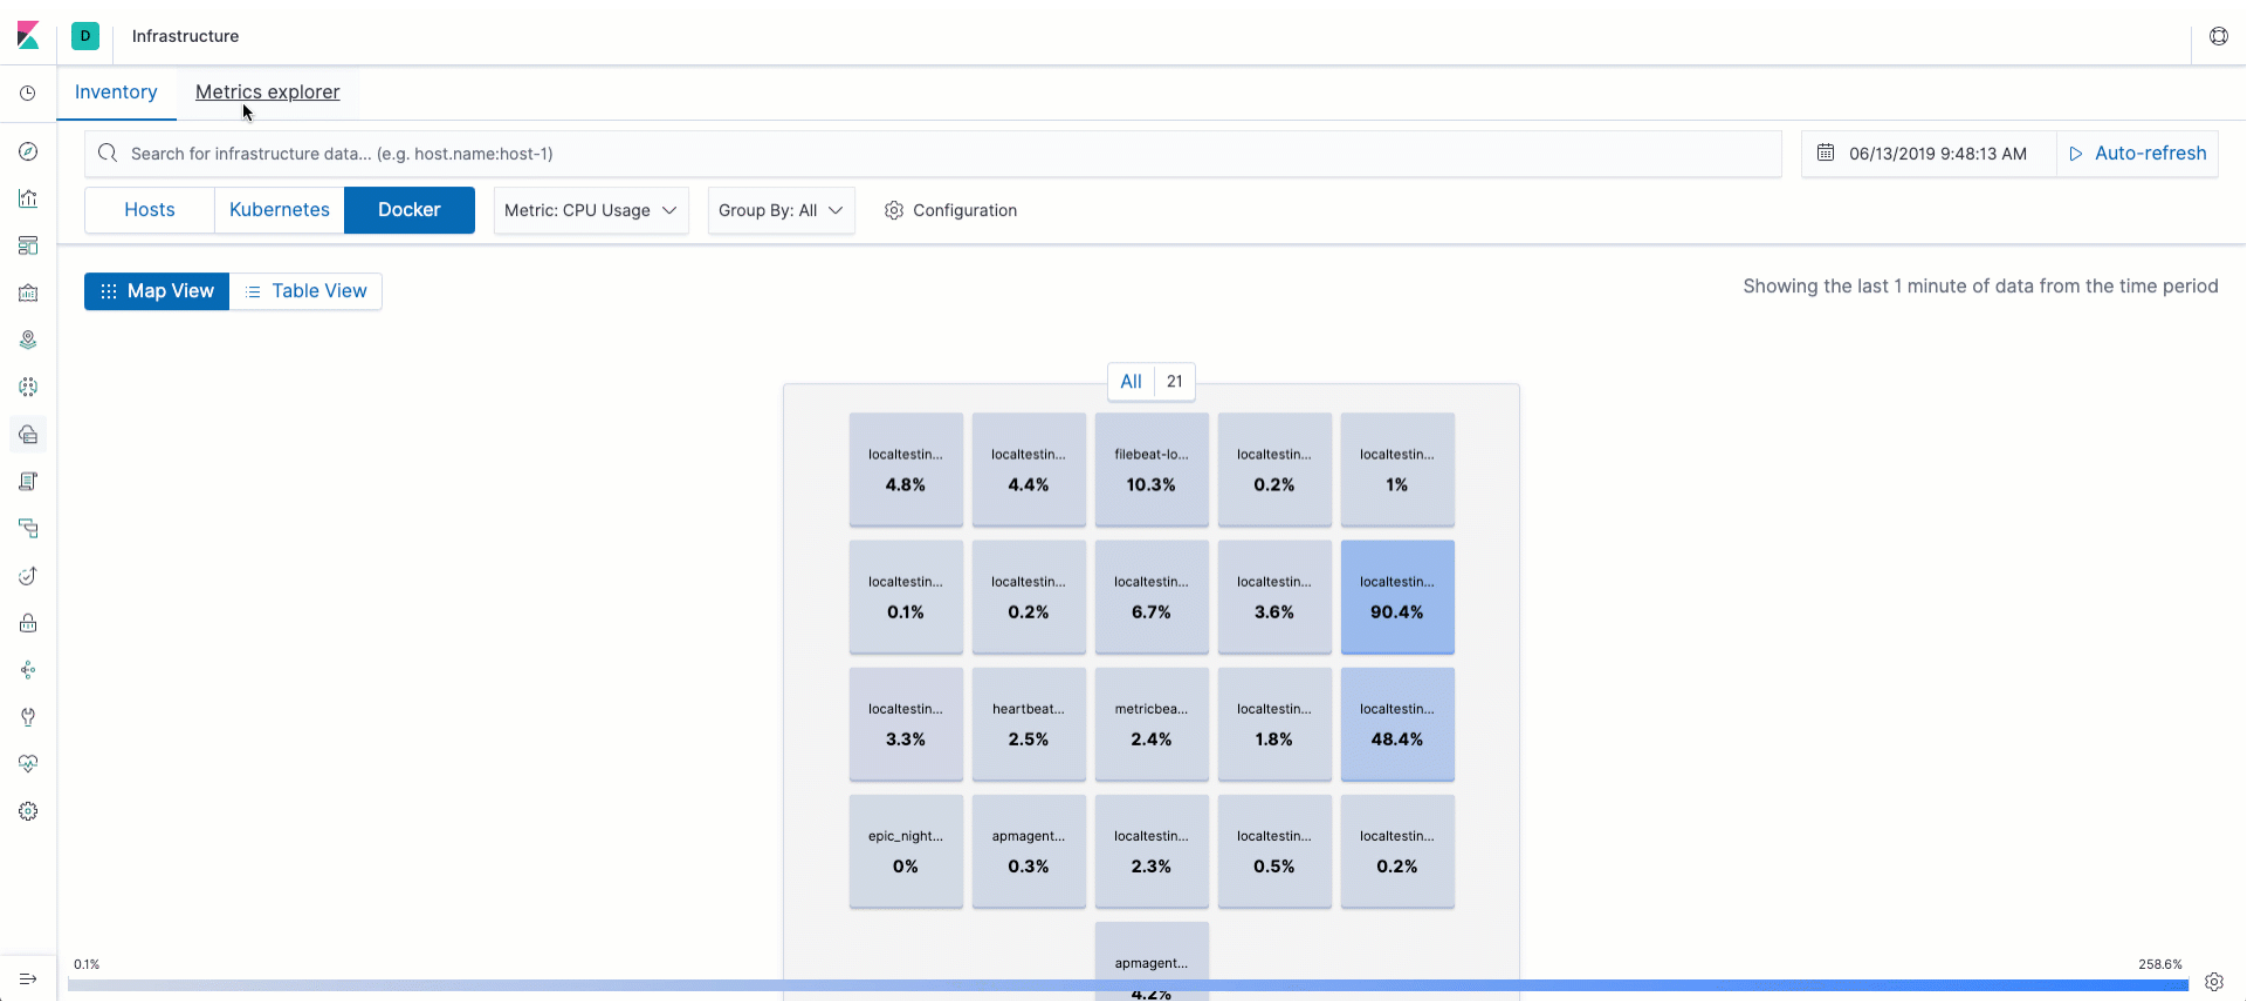 D Infrastructure
Inventory Metrics explorer
Search for infrastructure data... (e.g. host.name:host-1) 06/13/2019 9:48:13 AM Auto-refresh
Hosts Kubernetes Docker Metric: CPU Usage Group By: All Configuration
Map View Table View Showing the last 1 minute of data from the time period
All 21
localtestin... localtestin... filebeat-lo... localtestin... localtestin...
4.8% 4.4% 10.3% 0.2% 1%
localtestin... localtestin... localtestin... localtestin... localtestin...
0.1% 0.2% 6.7% 3.6% 90.4%
localtestin... heartbeat... metricbea... localtestin... localtestin...
3.3% 2.5% 2.4% 1.8% 48.4%
epic_night... apmagent... localtestin... localtestin... localtestin...
0% 0.3% 2.3% 0.5% 0.2%
apmagent...
0.1% 258.6%
4.2%